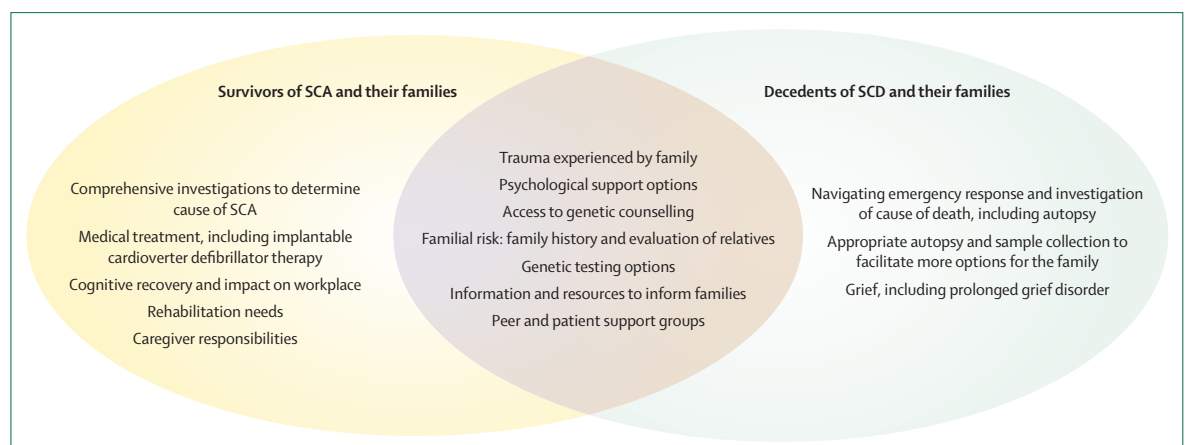 Survivors of SCA and their families
Comprehensive investigations to determine
cause of SCA
Medical treatment, including implantable
cardioverter defibrillator therapy
Cognitive recovery and impact on workplace
Rehabilitation needs
Caregiver responsibilities
Trauma experienced by family
Psychological support options
Access to genetic counselling
Familial risk: family history and evaluation of relatives
Genetic testing options
Information and resources to inform families
Peer and patient support groups
Decedents of SCD and their families
Navigating emergency response and investigation
of cause of death, including autopsy
Appropriate autopsy and sample collection to
facilitate more options for the family
Grief, including prolonged grief disorder